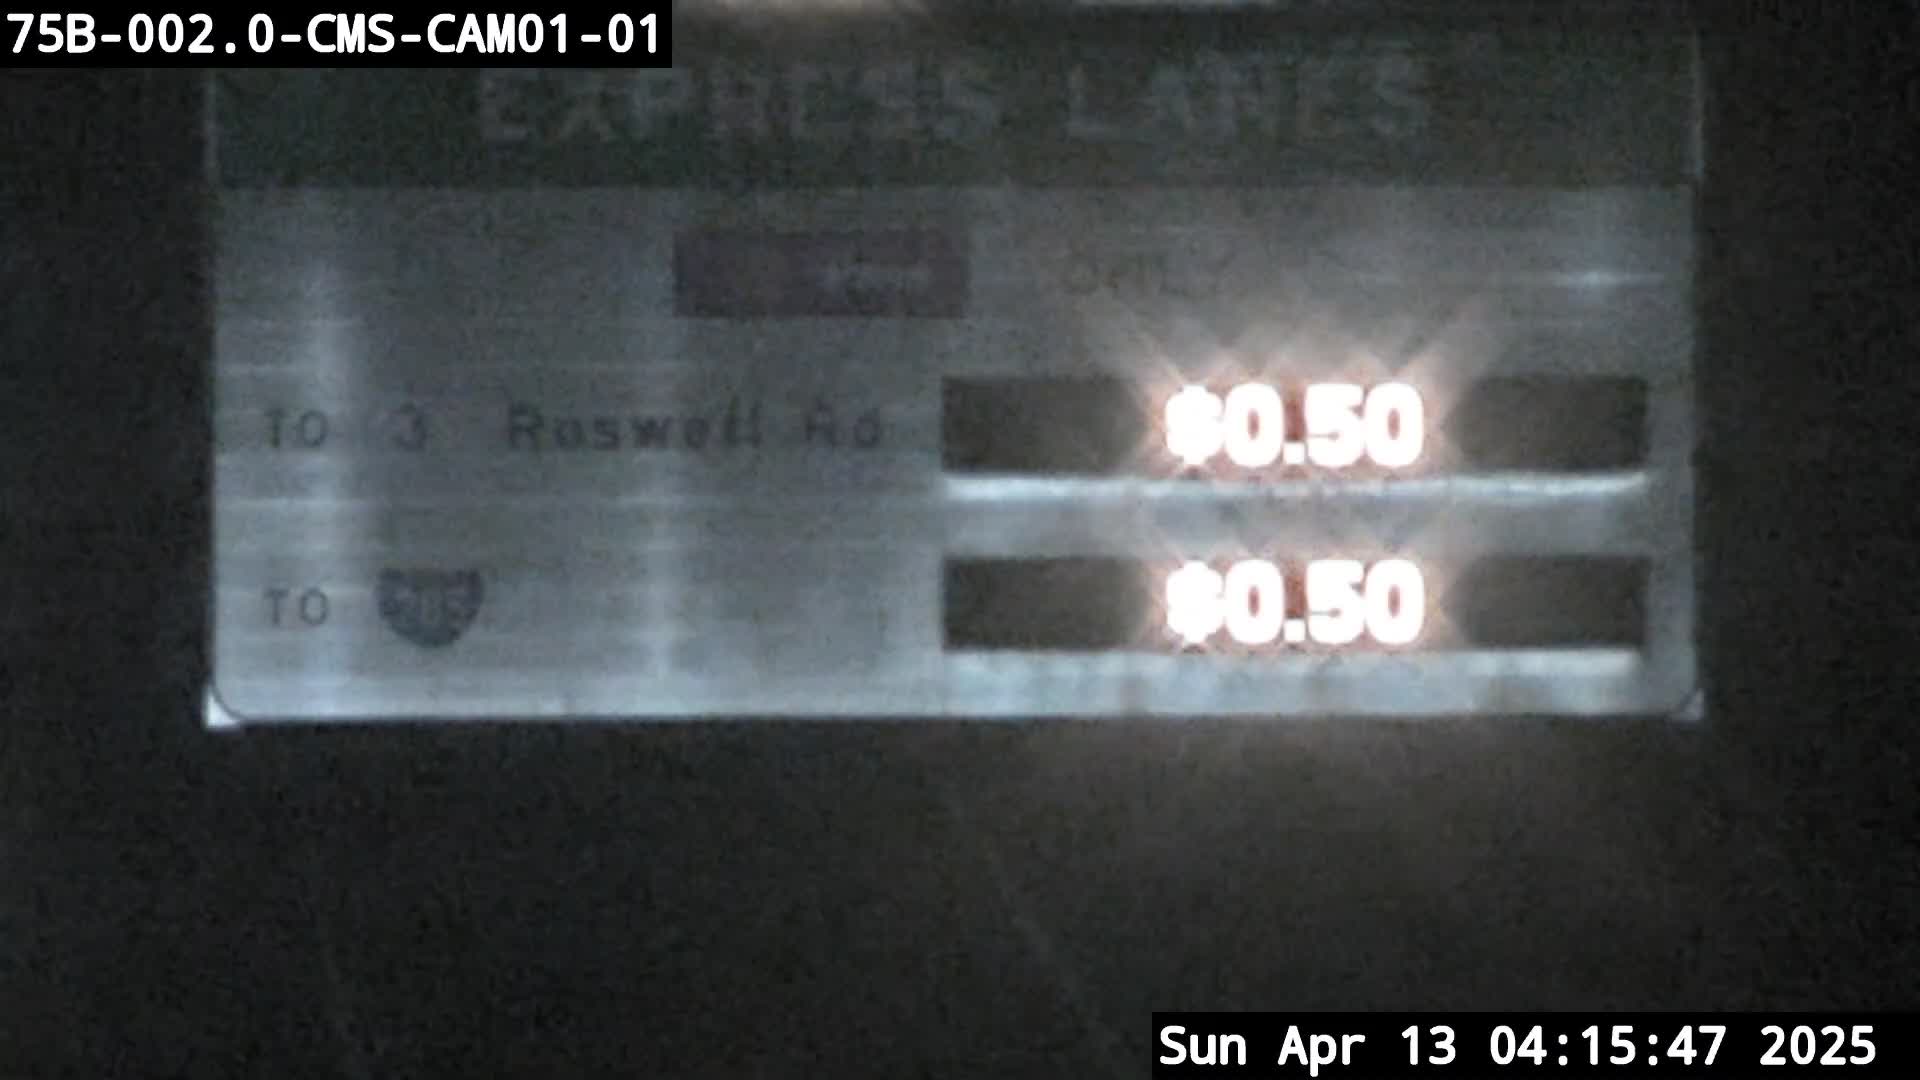 75B-002.0-CMS-CAM01-01
EXPRESS LANES
ONLY
TO 3 Roswell Rd $0.50
TO $0.50
Sun Apr 13 04:15:47 2025